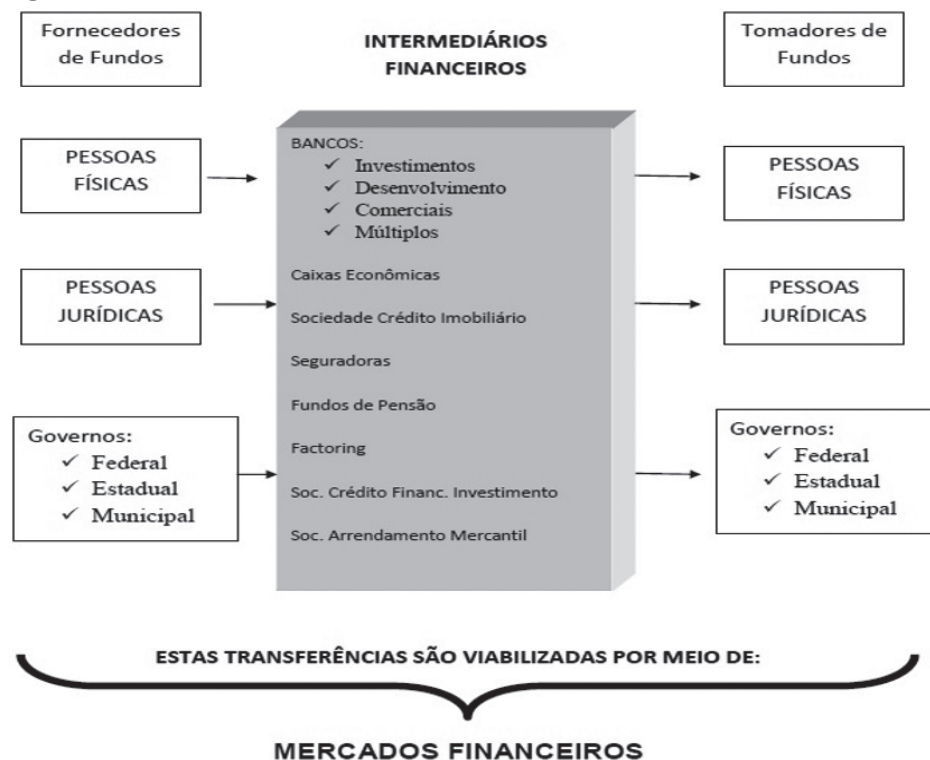 Fornecedores
de Fundos
INTERMEDIÁRIOS
FINANCEIROS
Tomadores de
Fundos
PESSOAS
FÍSICAS
PESSOAS
JURÍDICAS
Governos:
✓ Federal
✓ Estadual
✓ Municipal
BANCOS:
✓ Investimentos
✓ Desenvolvimento
✓ Comerciais
✓ Múltiplos
Caixas Econômicas
Sociedade Crédito Imobiliário
Seguradoras
Fundos de Pensão
Factoring
Soc. Crédito Financ. Investimento
Soc. Arrendamento Mercantil
PESSOAS
FÍSICAS
PESSOAS
JURÍDICAS
Governos:
✓ Federal
✓ Estadual
✓ Municipal
ESTAS TRANSFERÊNCIAS SÃO VIABILIZADAS POR MEIO DE:
MERCADOS FINANCEIROS